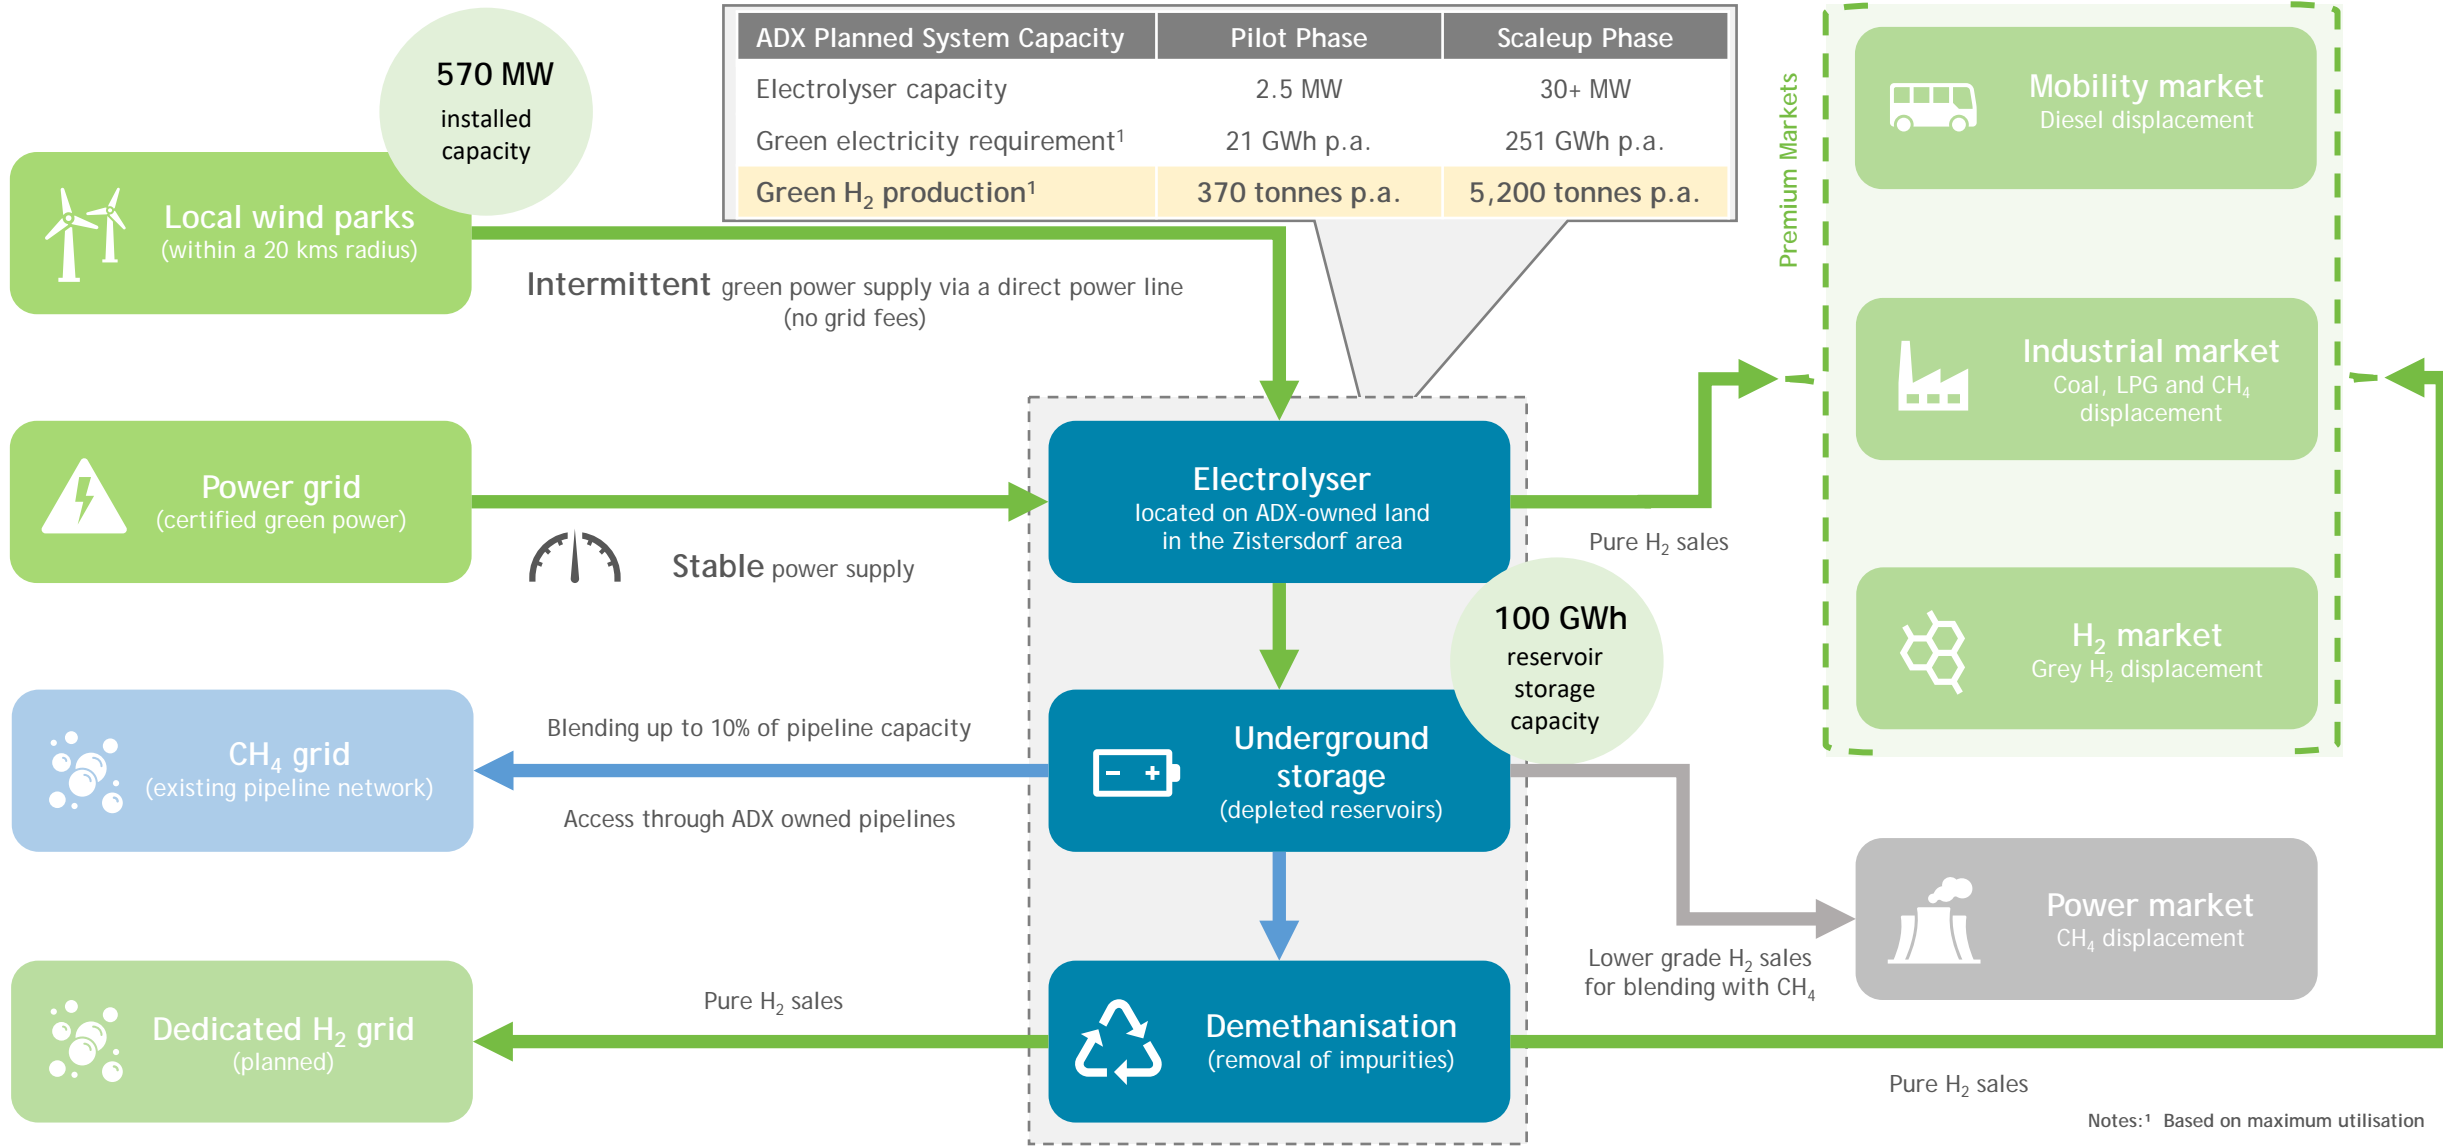 ADX Planned System Capacity Pilot Phase Scaleup Phase
Electrolyser capacity 2.5 MW 30+ MW
Green electricity requirement¹ 21 GWh p.a. 251 GWh p.a.
Green H₂ production¹ 370 tonnes p.a. 5,200 tonnes p.a.
570 MW
installed
capacity
Local wind parks
(within a 20 kms radius)
Intermittent green power supply via a direct power line
(no grid fees)
Power grid
(certified green power)
Stable power supply
Electrolyser
located on ADX-owned land
in the Zistersdorf area
Pure H₂ sales
Premium Markets
Mobility market
Diesel displacement
Industrial market
Coal, LPG and CH₄
displacement
H₂ market
Grey H₂ displacement
100 GWh
reservoir
storage
capacity
CH₄ grid
(existing pipeline network)
Blending up to 10% of pipeline capacity
Access through ADX owned pipelines
Underground
storage
(depleted reservoirs)
Lower grade H₂ sales
for blending with CH₄
Power market
CH₄ displacement
Dedicated H₂ grid
(planned)
Pure H₂ sales
Demethanisation
(removal of impurities)
Pure H₂ sales
Notes:¹ Based on maximum utilisation